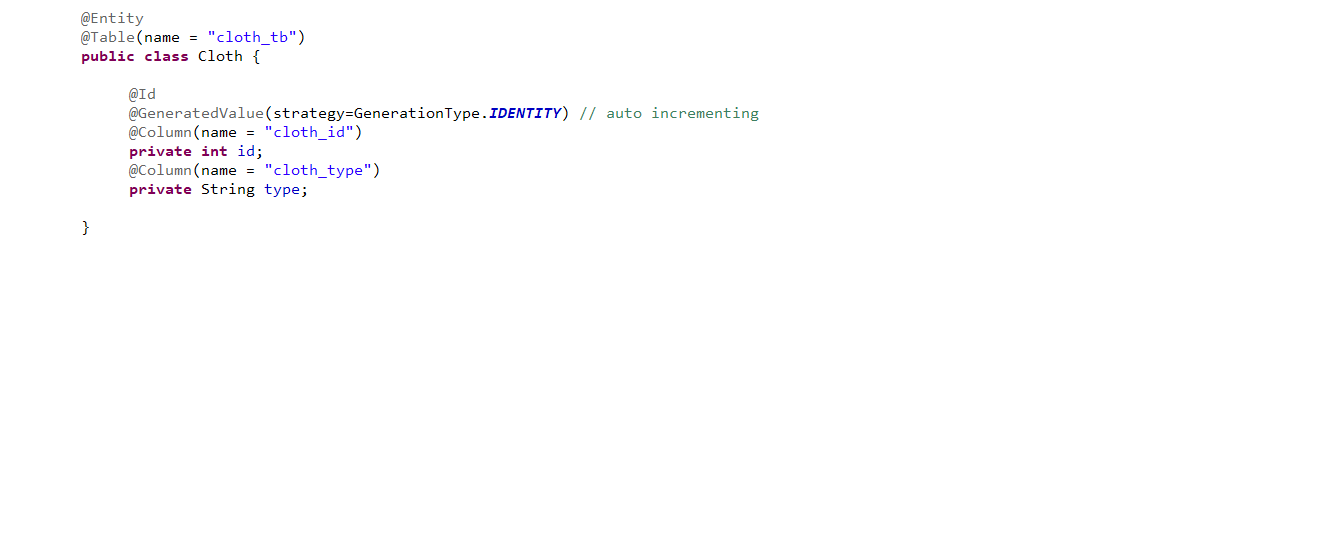 @Entity
@Table(name = "cloth_tb")
public class Cloth {
@Id
@GeneratedValue(strategy=GenerationType.IDENTITY) // auto incrementing
@Column(name = "cloth_id")
private int id;
@Column(name = "cloth_type")
private String type;
}